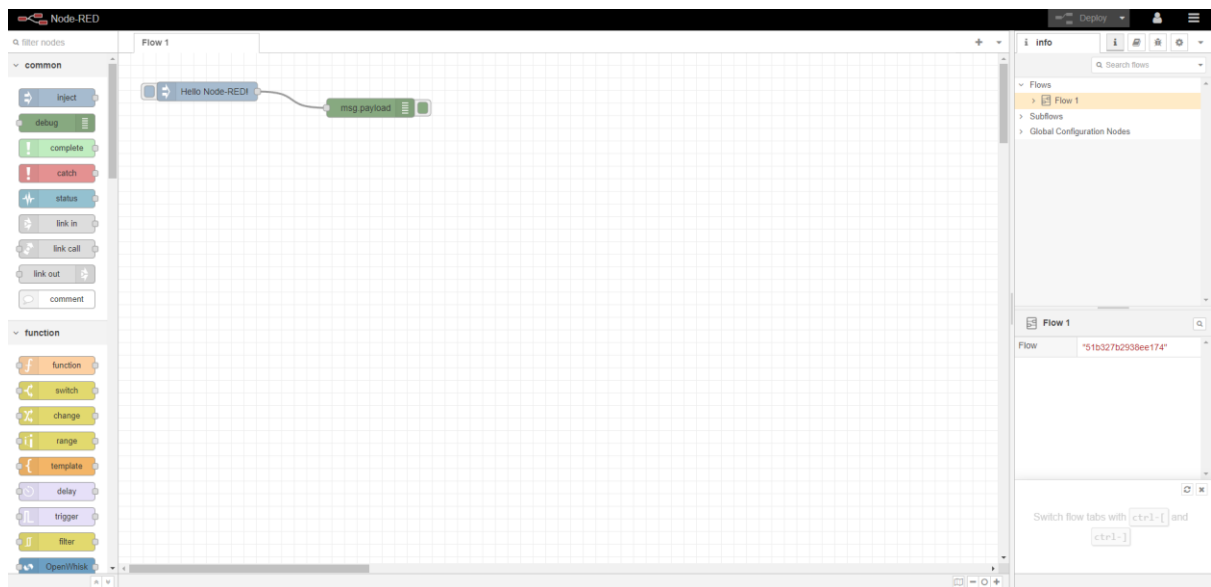 Node-RED
Deploy
filter nodes
Flow 1
i info
i
common
inject
debug
complete
catch
status
link in
link call
link out
comment
function
function
switch
change
range
template
delay
trigger
filter
OpenWhisk
Hello Node-RED!
msg.payload
Search flows
Flows
Flow 1
Subflows
Global Configuration Nodes
Flow 1
Flow "51b327b2938ee174"
Switch flow tabs with ctrl-[ and
ctrl-]